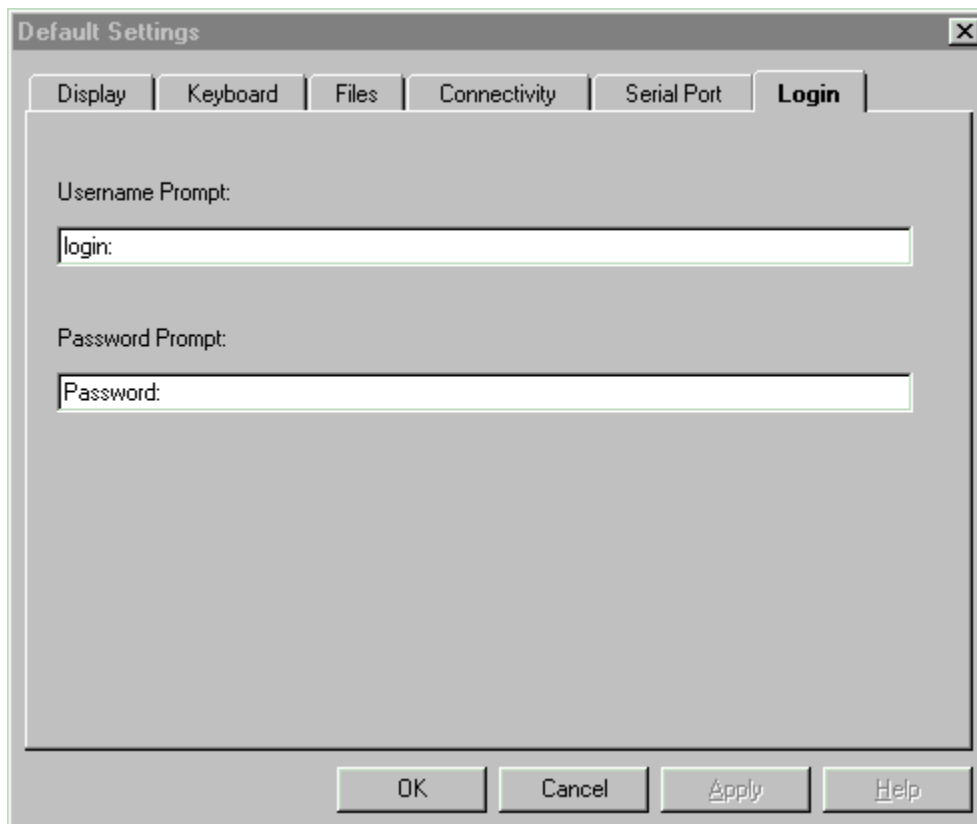 Default Settings
Display Keyboard Files Connectivity Serial Port Login
Username Prompt:
login:
Password Prompt:
Password:
OK Cancel Apply Help